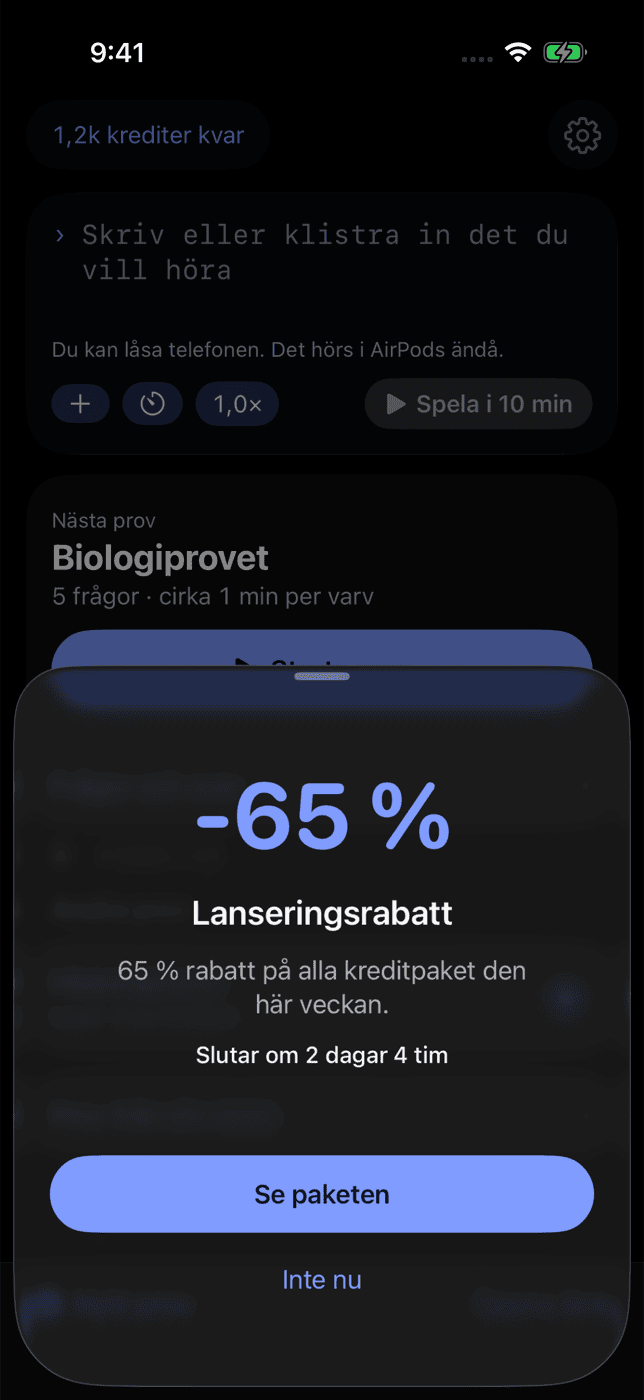 9:41
1,2k krediter kvar
› Skriv eller klistra in det du
vill höra
Du kan låsa telefonen. Det hörs i AirPods ändå.
1,0×
Spela i 10 min
Nästa prov
Biologiprovet
5 frågor · cirka 1 min per varv
-65 %
Lanseringsrabatt
65 % rabatt på alla kreditpaket den
här veckan.
Slutar om 2 dagar 4 tim
Se paketen
Inte nu